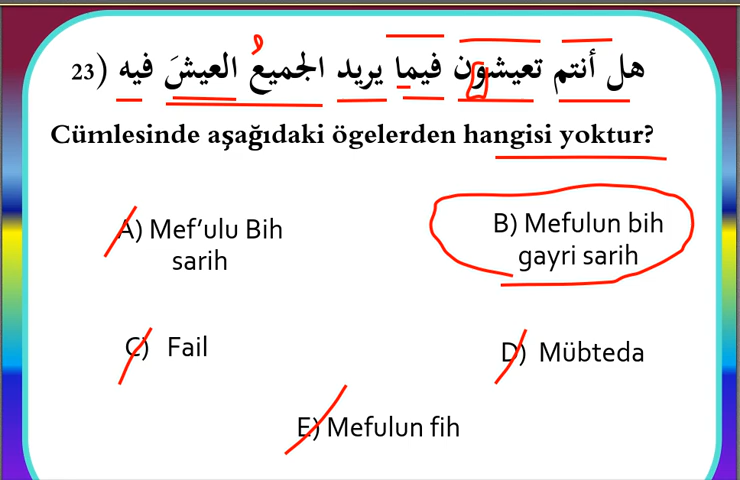 23) هل أنتم تعيشون فيما يريد الجميعُ العيشَ فيه
Cümlesinde aşağıdaki ögelerden hangisi yoktur?
A) Mef’ulu Bih
sarih
B) Mefulun bih
gayri sarih
C) Fail
D) Mübteda
E) Mefulun fih